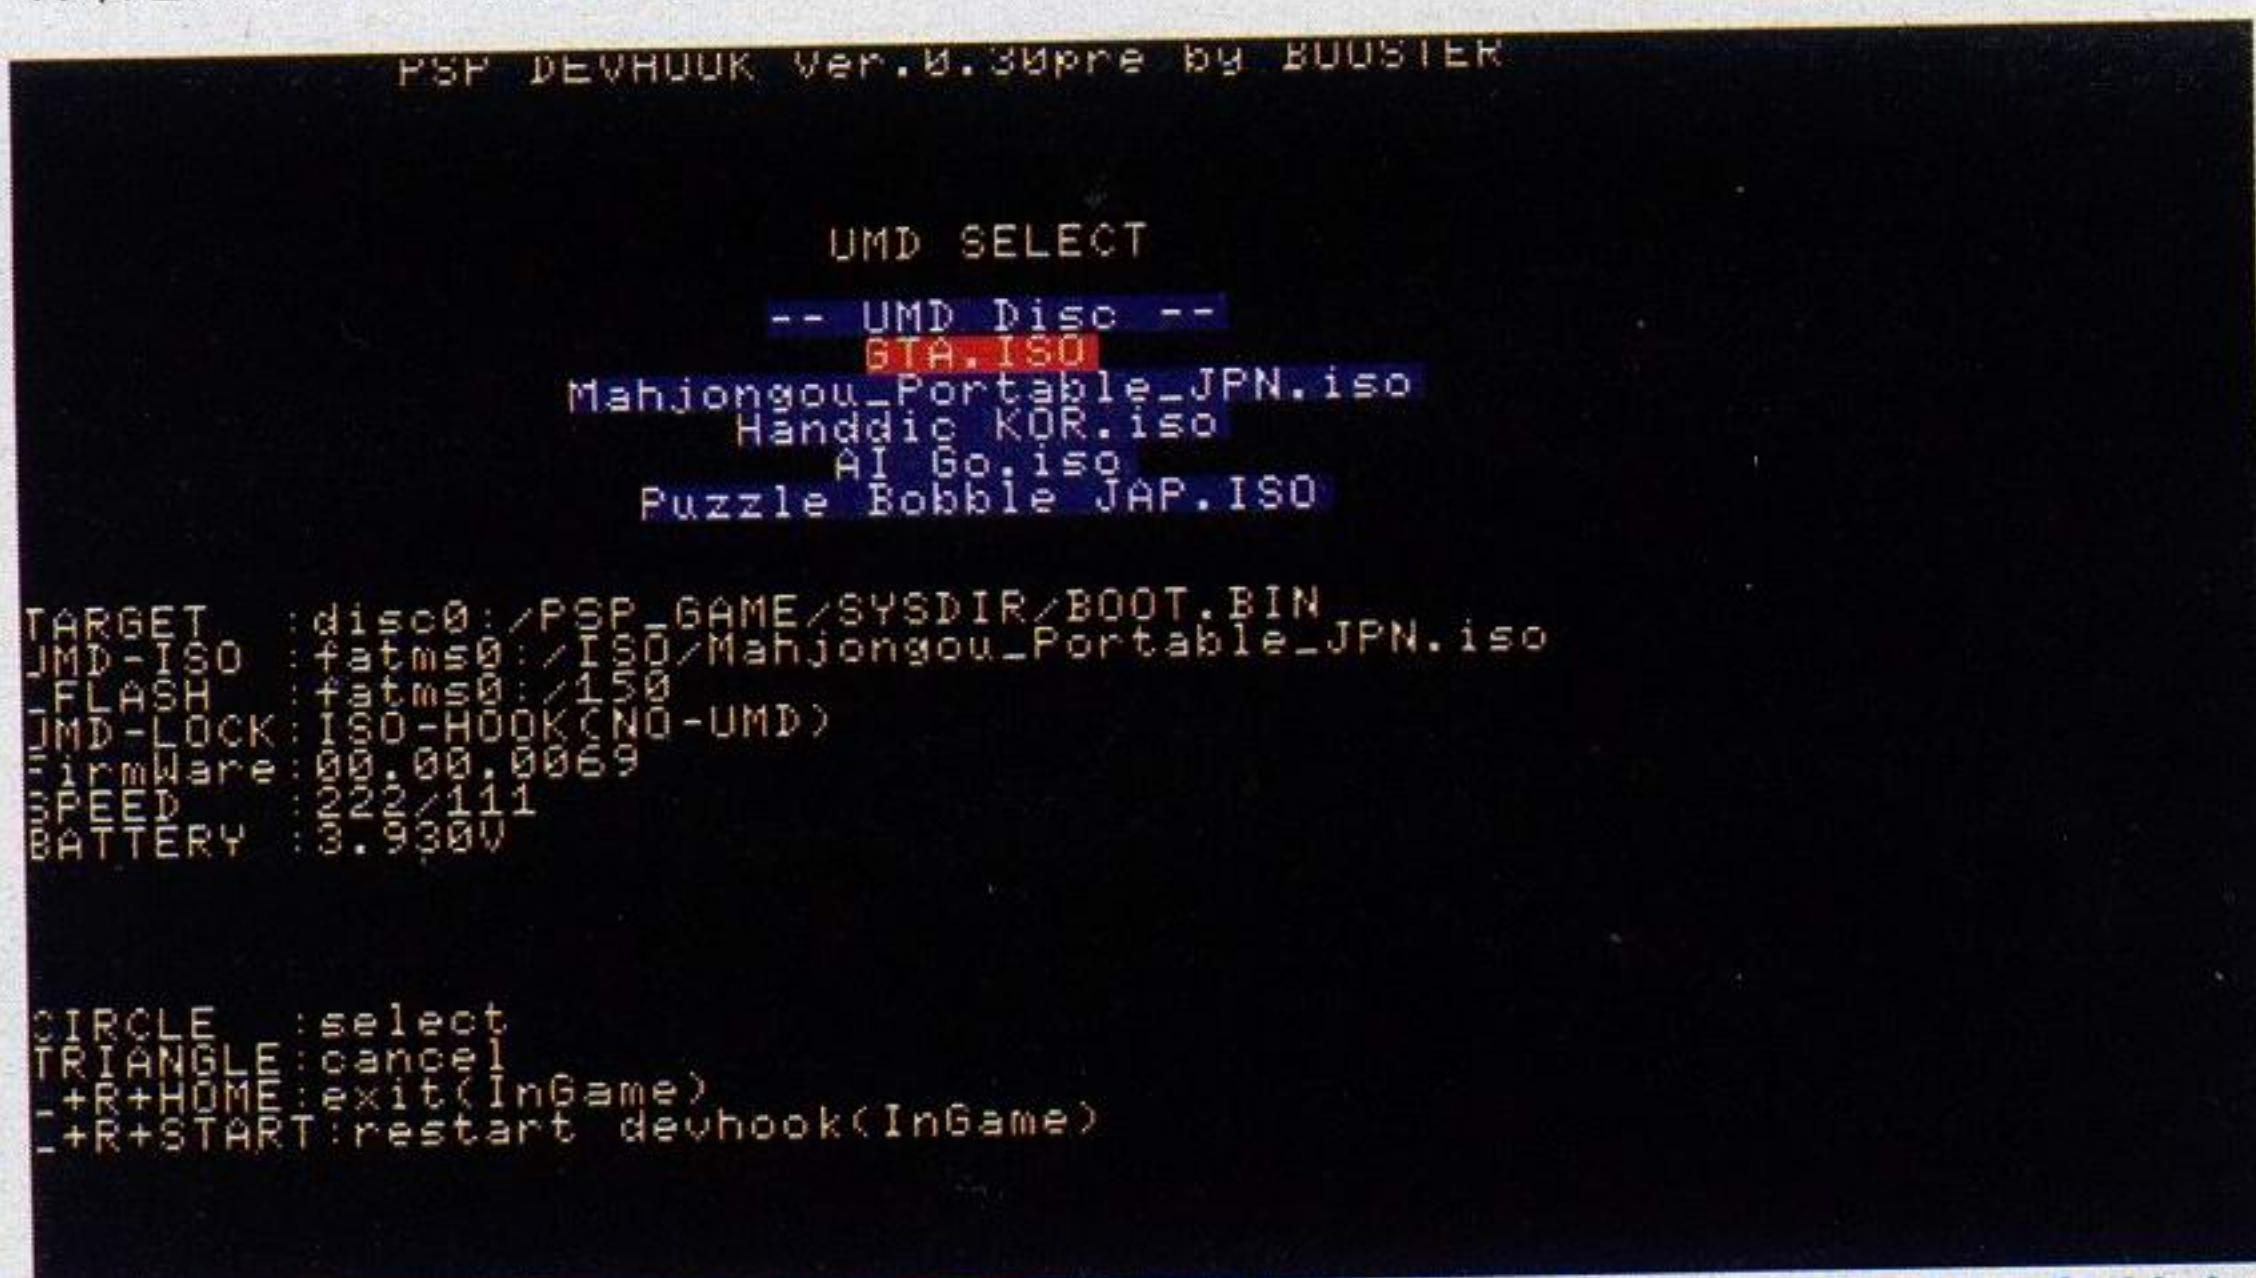 PSP DEVHOOK Ver.0.30pre by BOOSTER
UMD SELECT
-- UMD Disc --
GTA.ISO
Mahjongou_Portable_JPN.iso
Handdic KOR.iso
AI Go.iso
Puzzle Bobble JAP.ISO
TARGET :disc0:/PSP_GAME/SYSDIR/BOOT.BIN
UMD-ISO :fatms0:/ISO/Mahjongou_Portable_JPN.iso
_FLASH :fatms0:/150
UMD-LOCK:ISO-HOOK(NO-UMD)
FirmWare:00.00.0069
SPEED :222/111
BATTERY :3.930V
CIRCLE :select
TRIANGLE:cancel
L+R+HOME:exit(InGame)
L+R+START:restart devhook(InGame)